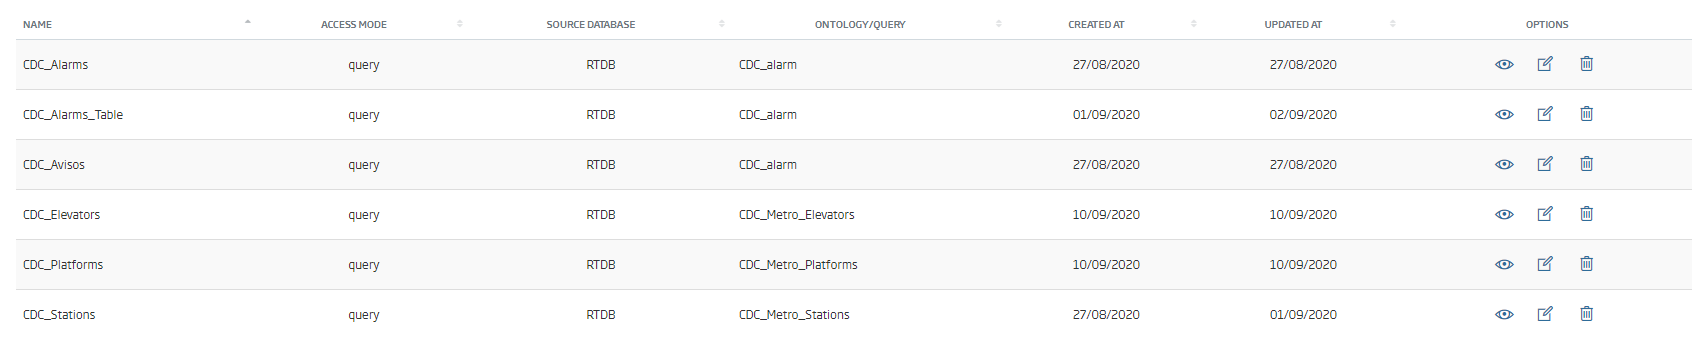 NAME ACCESS MODE SOURCE DATABASE ONTOLOGY/QUERY CREATED AT UPDATED AT OPTIONS
CDC_Alarms query RTDB CDC_alarm 27/08/2020 27/08/2020
CDC_Alarms_Table query RTDB CDC_alarm 01/09/2020 02/09/2020
CDC_Avisos query RTDB CDC_alarm 27/08/2020 27/08/2020
CDC_Elevators query RTDB CDC_Metro_Elevators 10/09/2020 10/09/2020
CDC_Platforms query RTDB CDC_Metro_Platforms 10/09/2020 10/09/2020
CDC_Stations query RTDB CDC_Metro_Stations 27/08/2020 01/09/2020